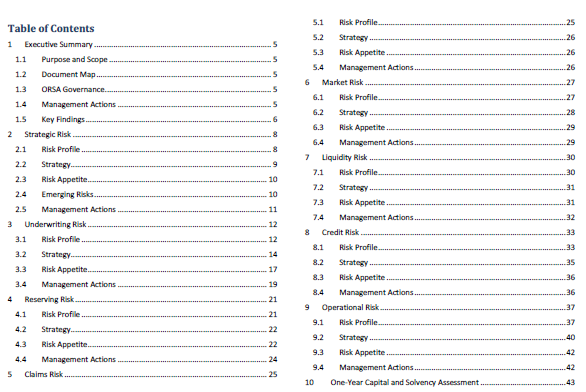 Table of Contents
1 Executive Summary 5
1.1 Purpose and Scope 5
1.2 Document Map 5
1.3 ORSA Governance 5
1.4 Management Actions 5
1.5 Key Findings 6
2 Strategic Risk 8
2.1 Risk Profile 8
2.2 Strategy 9
2.3 Risk Appetite 10
2.4 Emerging Risks 10
2.5 Management Actions 11
3 Underwriting Risk 12
3.1 Risk Profile 12
3.2 Strategy 14
3.3 Risk Appetite 17
3.4 Management Actions 19
4 Reserving Risk 21
4.1 Risk Profile 21
4.2 Strategy 22
4.3 Risk Appetite 22
4.4 Management Actions 24
5 Claims Risk 25
5.1 Risk Profile 25
5.2 Strategy 26
5.3 Risk Appetite 26
5.4 Management Actions 26
6 Market Risk 27
6.1 Risk Profile 27
6.2 Strategy 28
6.3 Risk Appetite 29
6.4 Management Actions 29
7 Liquidity Risk 30
7.1 Risk Profile 30
7.2 Strategy 31
7.3 Risk Appetite 31
7.4 Management Actions 32
8 Credit Risk 33
8.1 Risk Profile 33
8.2 Strategy 35
8.3 Risk Appetite 36
8.4 Management Actions 36
9 Operational Risk 37
9.1 Risk Profile 37
9.2 Strategy 40
9.3 Risk Appetite 42
9.4 Management Actions 42
10 One-Year Capital and Solvency Assessment 43